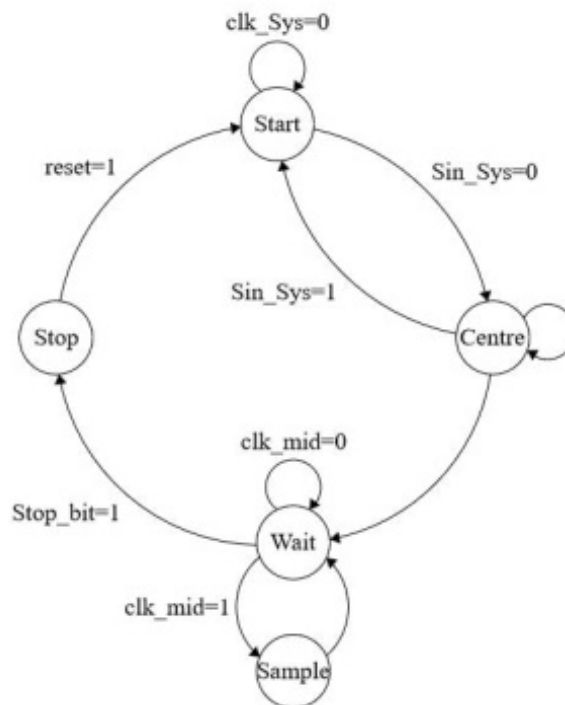 clk_Sys=0
Start
reset=1
Sin_Sys=0
Sin_Sys=1
Stop
Centre
clk_mid=0
Stop_bit=1
Wait
clk_mid=1
Sample